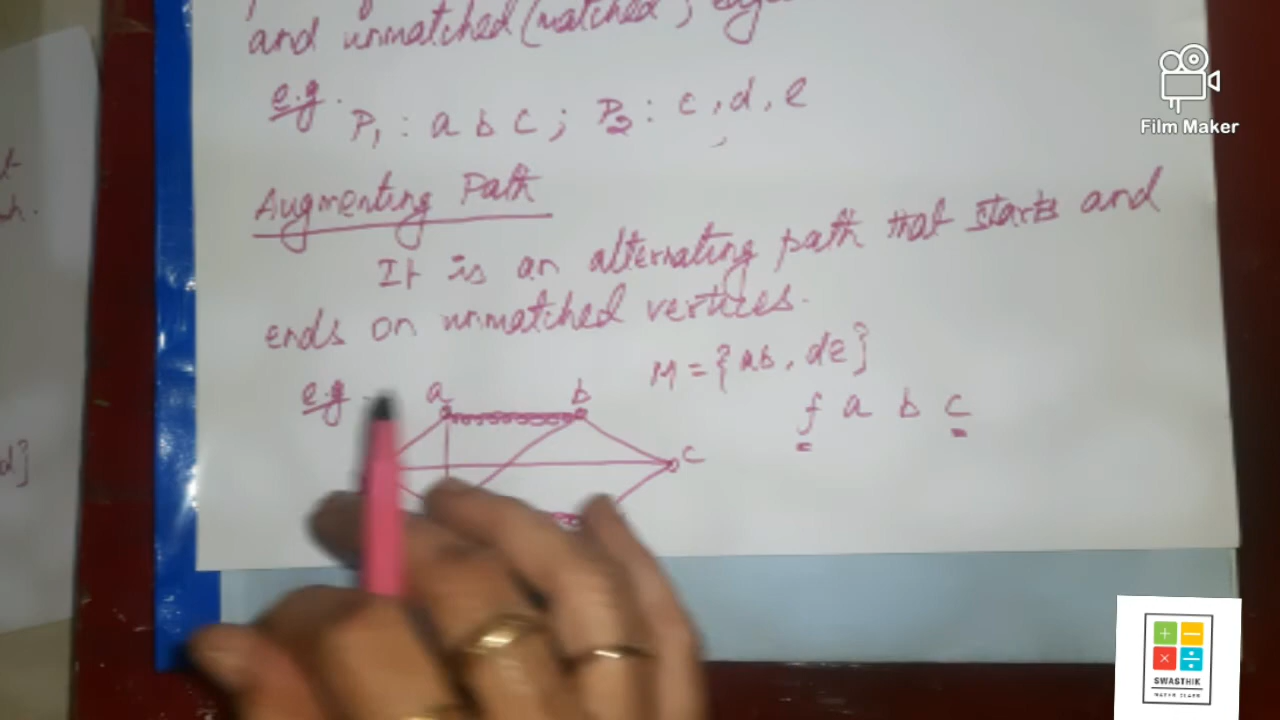 and unmatched (matched)
e.g. P1 : a b c ; P2 : c, d, e
Augmenting Path
It is an alternating path that starts and
ends on unmatched vertices.
M = {ab, de}
e.g. a b
f a b c
c
d]
Film Maker
SWASTHIK